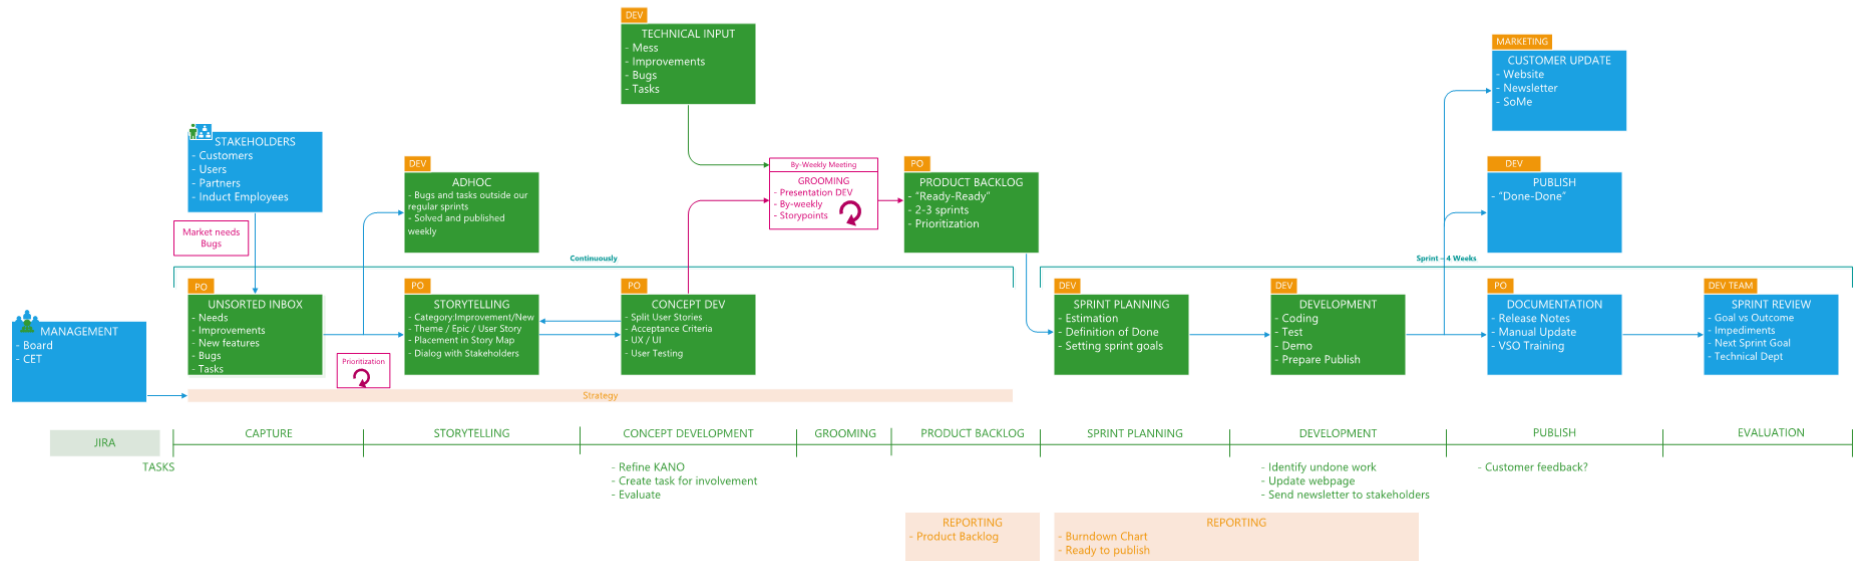 DEV
TECHNICAL INPUT
- Mess
- Improvements
- Bugs
- Tasks
MARKETING
CUSTOMER UPDATE
- Website
- Newsletter
- SoMe
STAKEHOLDERS
- Customers
- Users
- Partners
- Induct Employees
Market needs
Bugs
DEV
ADHOC
- Bugs and tasks outside our
regular sprints
- Solved and published
weekly
By-Weekly Meeting
GROOMING
- Presentation DEV
- By-weekly
- Storypoints
PO
PRODUCT BACKLOG
- "Ready-Ready"
- 2-3 sprints
- Prioritization
DEV
PUBLISH
- "Done-Done"
Continuously
Sprint – 4 Weeks
MANAGEMENT
- Board
- CET
PO
UNSORTED INBOX
- Needs
- Improvements
- New features
- Bugs
- Tasks
Prioritization
PO
STORYTELLING
- Category:Improvement/New
- Theme / Epic / User Story
- Placement in Story Map
- Dialog with Stakeholders
PO
CONCEPT DEV
- Split User Stories
- Acceptance Criteria
- UX / UI
- User Testing
DEV
SPRINT PLANNING
- Estimation
- Definition of Done
- Setting sprint goals
DEV
DEVELOPMENT
- Coding
- Test
- Demo
- Prepare Publish
PO
DOCUMENTATION
- Release Notes
- Manual Update
- VSO Training
DEV TEAM
SPRINT REVIEW
- Goal vs Outcome
- Impediments
- Next Sprint Goal
- Technical Dept
Strategy
JIRA
CAPTURE
STORYTELLING
CONCEPT DEVELOPMENT
GROOMING
PRODUCT BACKLOG
SPRINT PLANNING
DEVELOPMENT
PUBLISH
EVALUATION
TASKS
- Refine KANO
- Create task for involvement
- Evaluate
- Identify undone work
- Update webpage
- Send newsletter to stakeholders
- Customer feedback?
REPORTING
- Product Backlog
REPORTING
- Burndown Chart
- Ready to publish